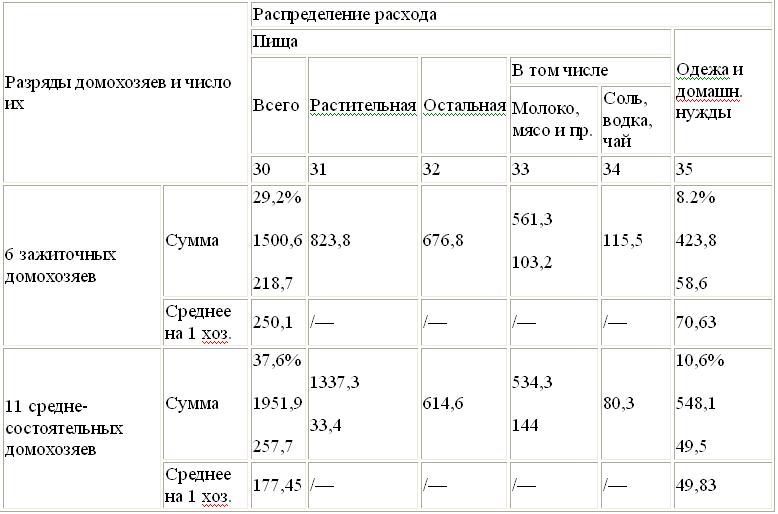 Распределение расхода
Пища
Разряды домохозяев и число
их
Всего
Растительная
Остальная
В том числе
Молоко,
мясо и пр.
Соль,
водка,
чай
Одежа и
домашн.
нужды
30 31 32 33 34 35
6 зажиточных
домохозяев
Сумма
29,2%
1500,6
218,7
823,8
676,8
561,3
103,2
115,5
8.2%
423,8
58,6
Среднее
на 1 хоз.
250,1 /— /— /— /— 70,63
11 средне-
состоятельных
домохозяев
Сумма
37,6%
1951,9
257,7
1337,3
33,4
614,6
534,3
144
80,3
10,6%
548,1
49,5
Среднее
на 1 хоз.
177,45 /— /— /— /— 49,83